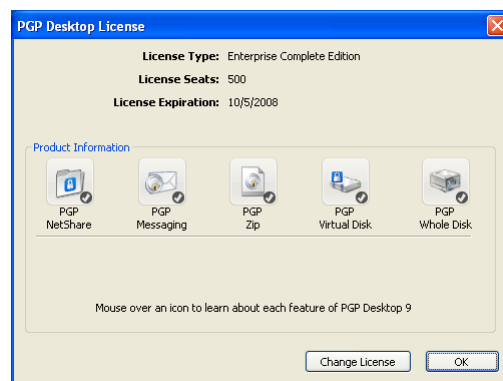 PGP Desktop License
License Type: Enterprise Complete Edition
License Seats: 500
License Expiration: 10/5/2008
Product Information
PGP NetShare
PGP Messaging
PGP Zip
PGP Virtual Disk
PGP Whole Disk
Mouse over an icon to learn about each feature of PGP Desktop 9
Change License
OK